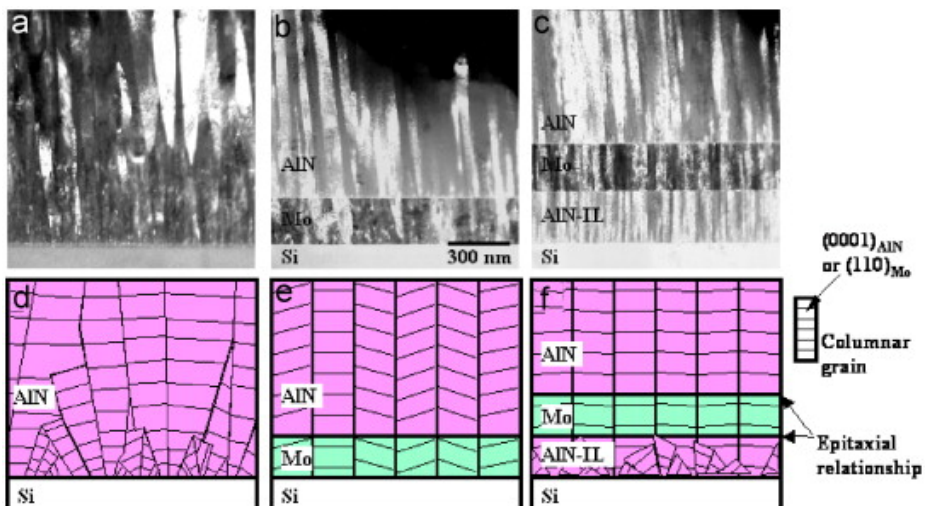 a
b
c
AlN
Mo
Si
300 nm
AlN
Mo
AlN-IL
Si
d
AlN
Si
e
AlN
Mo
Si
f
AlN
Mo
AlN-IL
Si
(0001)AlN
or (110)Mo
Columnar
grain
Epitaxial
relationship